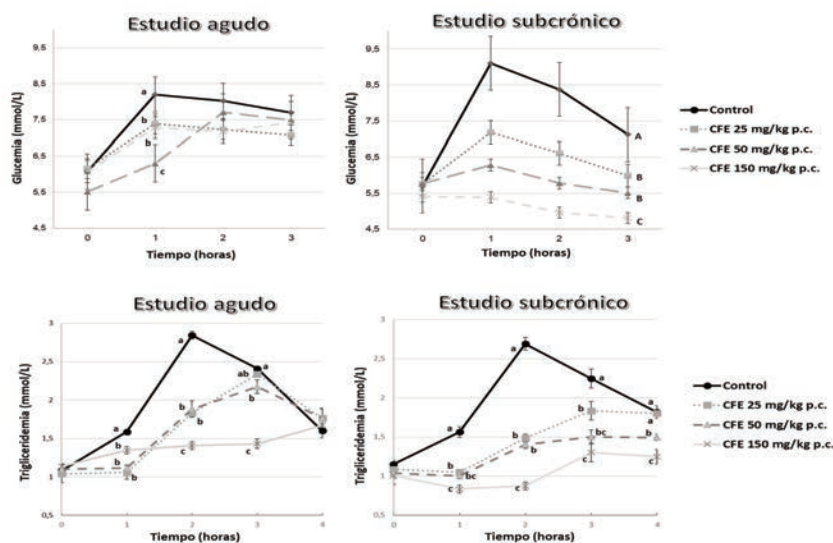 Estudio agudo
Glucemia (mmol/L)
8,5
7,5
6,5
5,5
4,5
a
b
b
c
0 1 2 3
Tiempo (horas)
Estudio subcrónico
Glucemia (mmol/L)
9,5
8,5
7,5
6,5
5,5
4,5
A
B
B
C
0 1 2 3
Tiempo (horas)
Control
CFE 25 mg/kg p.c.
CFE 50 mg/kg p.c.
CFE 150 mg/kg p.c.
Estudio agudo
Trigliceridemia (mmol/L)
3
2,5
2
1,5
1
0,5
a
a
a
ab
b
b
b
b
b
b
c
c
0 1 2 3 4
Tiempo (horas)
Estudio subcrónico
Trigliceridemia (mmol/L)
3
2,5
2
1,5
1
0,5
a
a
a
a
a
b
b
b
b
b
bc
bc
b
c
c
c
c
0 1 2 3 4
Tiempo (horas)
Control
CFE 25 mg/kg p.c.
CFE 50 mg/kg p.c.
CFE 150 mg/kg p.c.